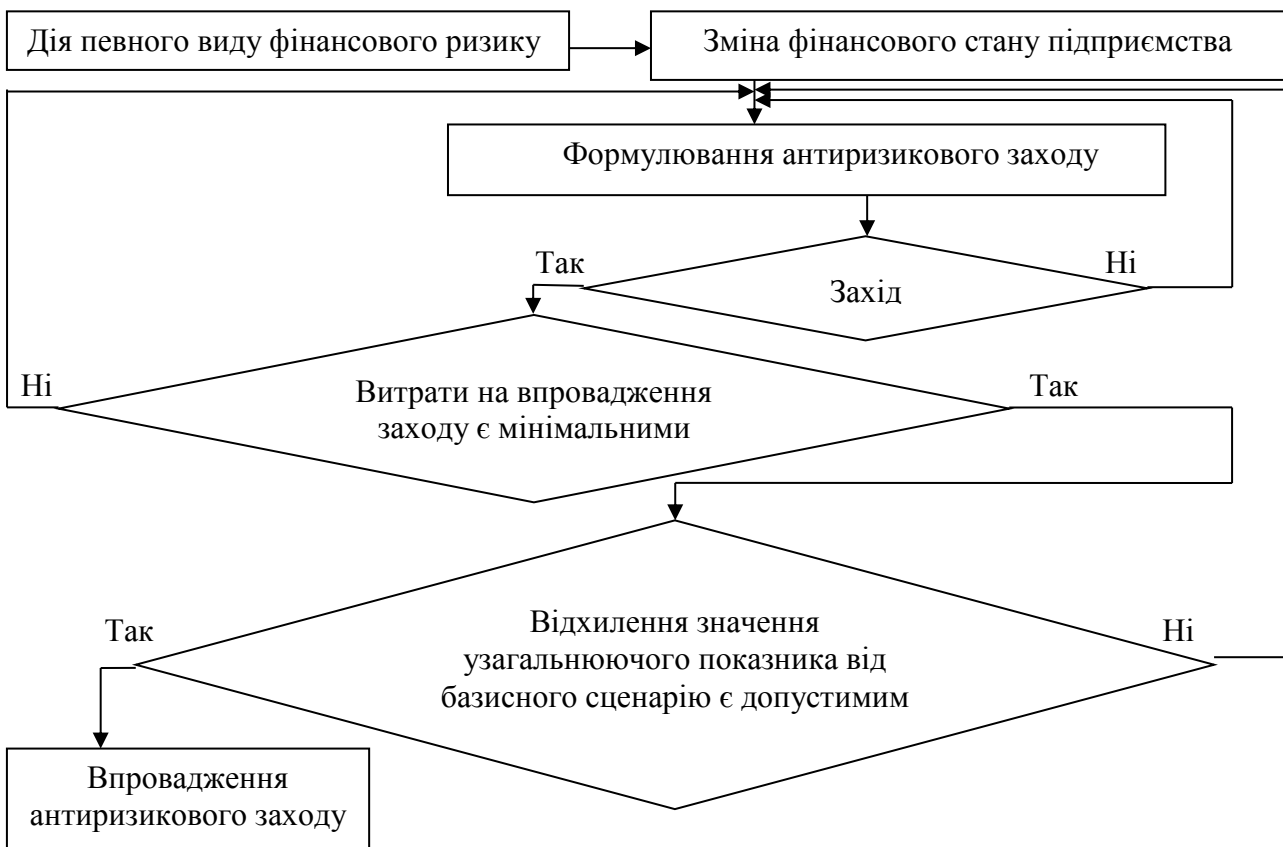 Дія певного виду фінансового ризику
Зміна фінансового стану підприємства
Формулювання антиризикового заходу
Так
Ні
Захід
Ні
Так
Витрати на впровадження
заходу є мінімальними
Так
Ні
Відхилення значення
узагальнюючого показника від
базисного сценарію є допустимим
Впровадження
антиризикового заходу